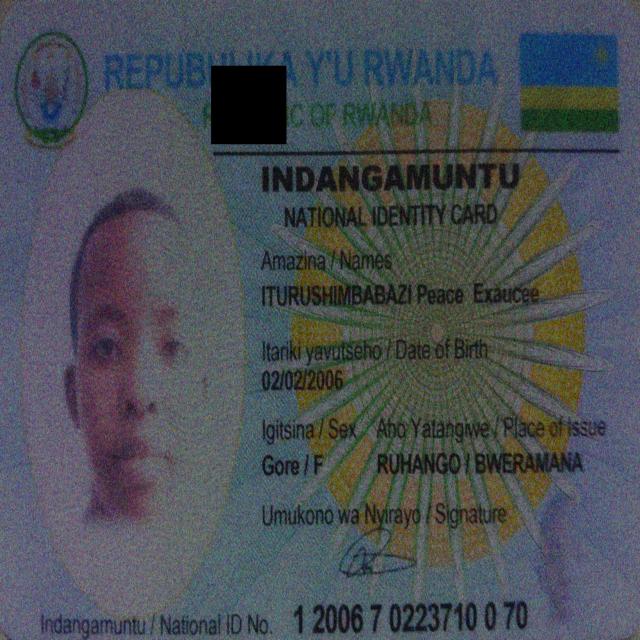 Y'U RWANDA
OF RWANDA
INDANGAMUNTU
NATIONAL IDENTITY CARD
Amazina / Names
ITURUSHIMBABAZI Peace Exaucee
Itariki yavutseho / Date of Birth
02/02/2006
Igitsina / Sex Aho Yatangiwe / Place of Issue
Gore / F RUHANGO / BWERAMANA
Umukono wa Nyirayo / Signature
Indangamuntu / National ID No. 1 2006 7 0223710 0 70